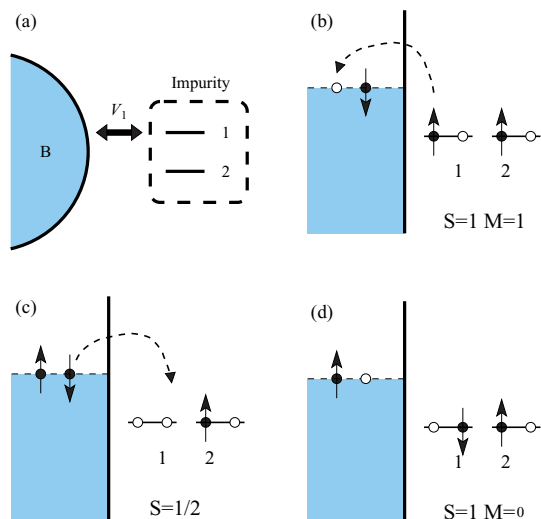 (a)
Impurity
V1
1
B
2
(b)
1
2
S=1 M=1
(c)
1
2
S=1/2
(d)
1
2
S=1 M=0